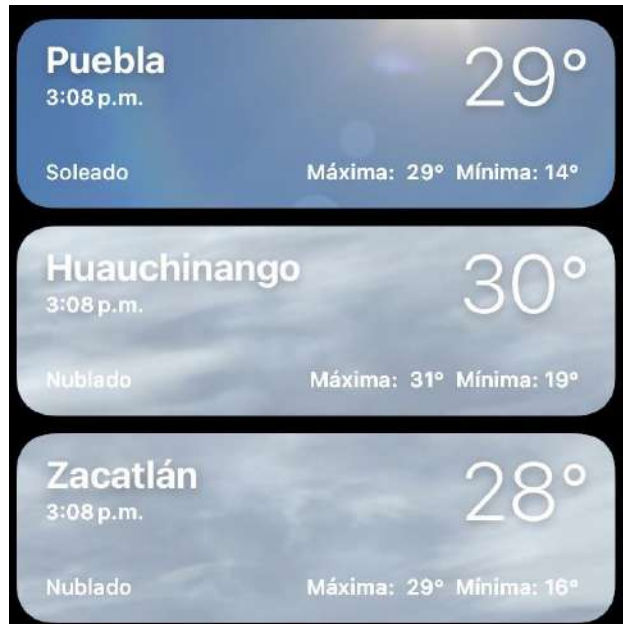 Puebla 29°
3:08 p.m.
Soleado Máxima: 29° Mínima: 14°
Huauchinango 30°
3:08 p.m.
Nublado Máxima: 31° Mínima: 19°
Zacatlán 28°
3:08 p.m.
Nublado Máxima: 29° Mínima: 16°